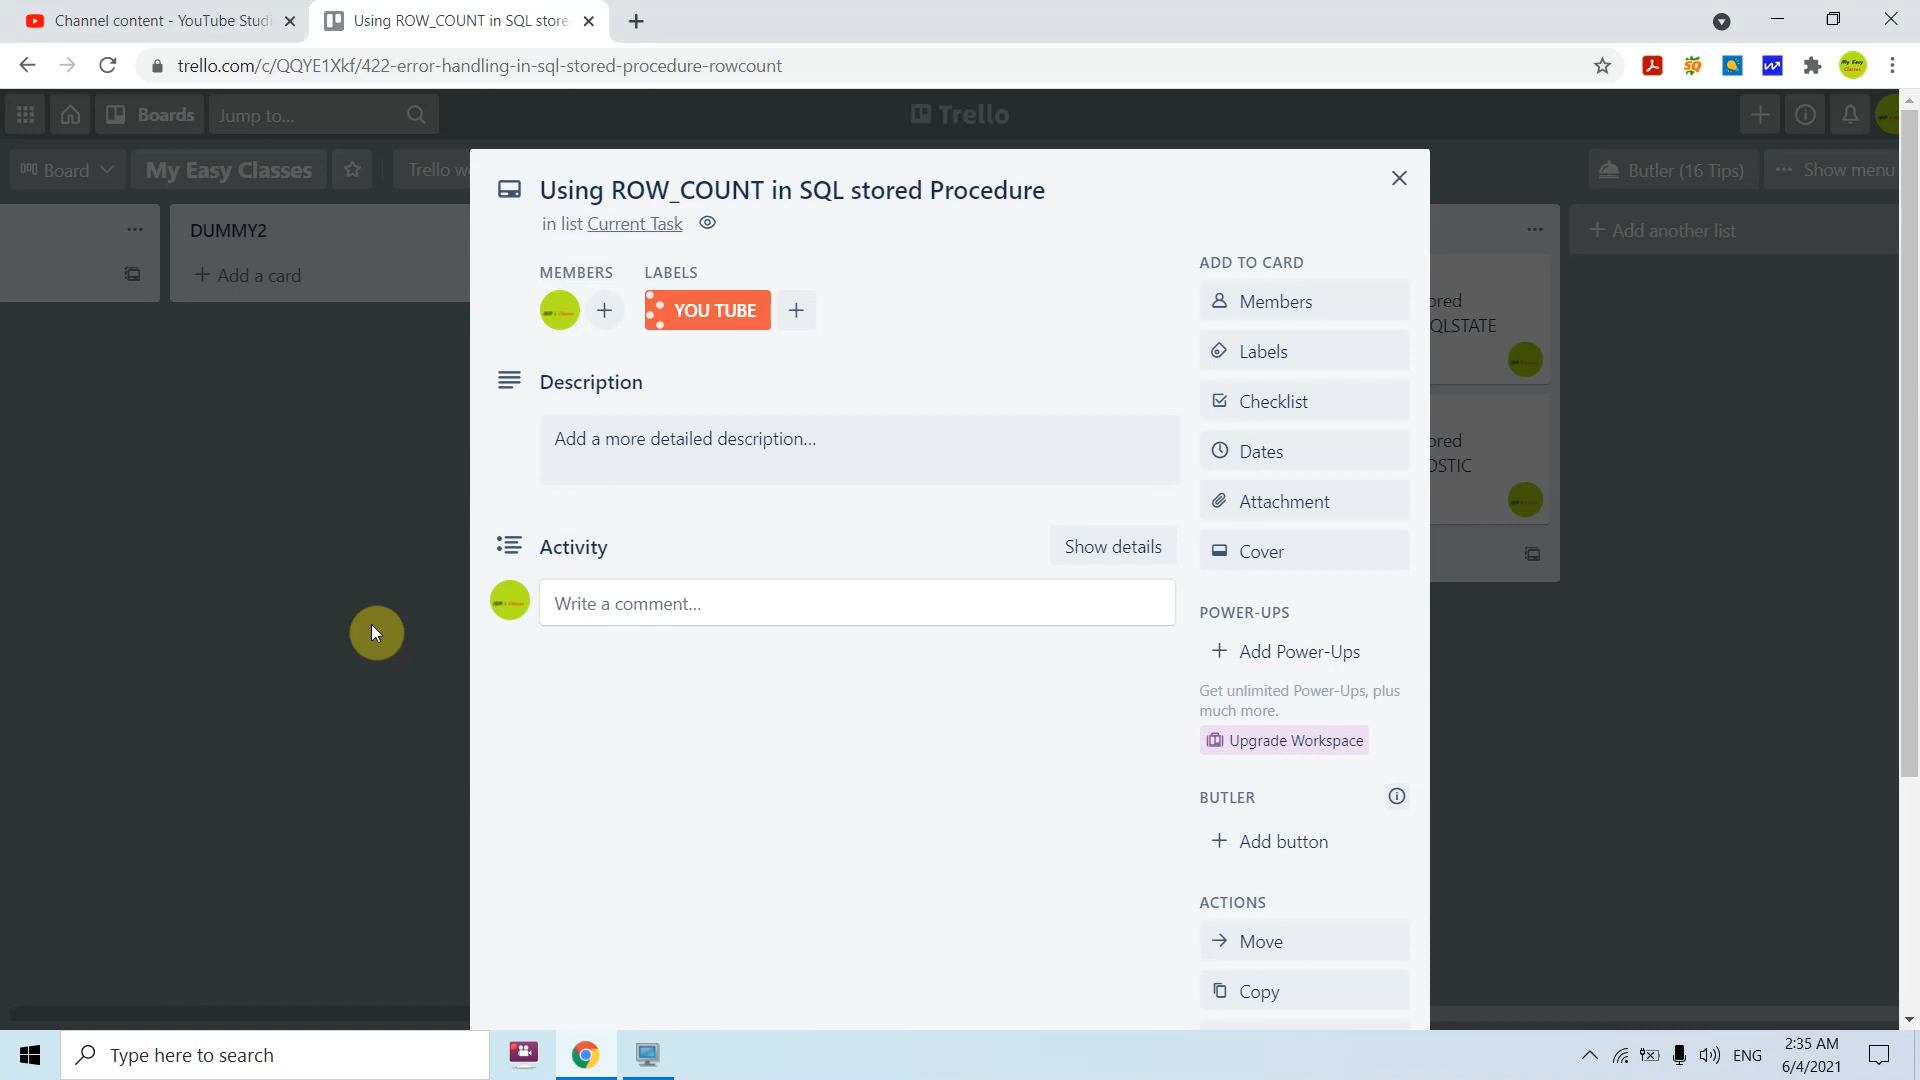 Channel content - YouTube Studi
Using ROW_COUNT in SQL store
trello.com/c/QQYE1Xkf/422-error-handling-in-sql-stored-procedure-rowcount
Boards
Jump to...
Trello
Board
My Easy Classes
Butler (16 Tips)
Show menu
DUMMY2
Add a card
Add another list
Using ROW_COUNT in SQL stored Procedure
in list Current Task
MEMBERS
LABELS
YOU TUBE
Description
Add a more detailed description...
Activity
Show details
Write a comment...
ADD TO CARD
Members
Labels
Checklist
Dates
Attachment
Cover
POWER-UPS
Add Power-Ups
Get unlimited Power-Ups, plus
much more.
Upgrade Workspace
BUTLER
Add button
ACTIONS
Move
Copy
Type here to search
ENG
2:35 AM
6/4/2021